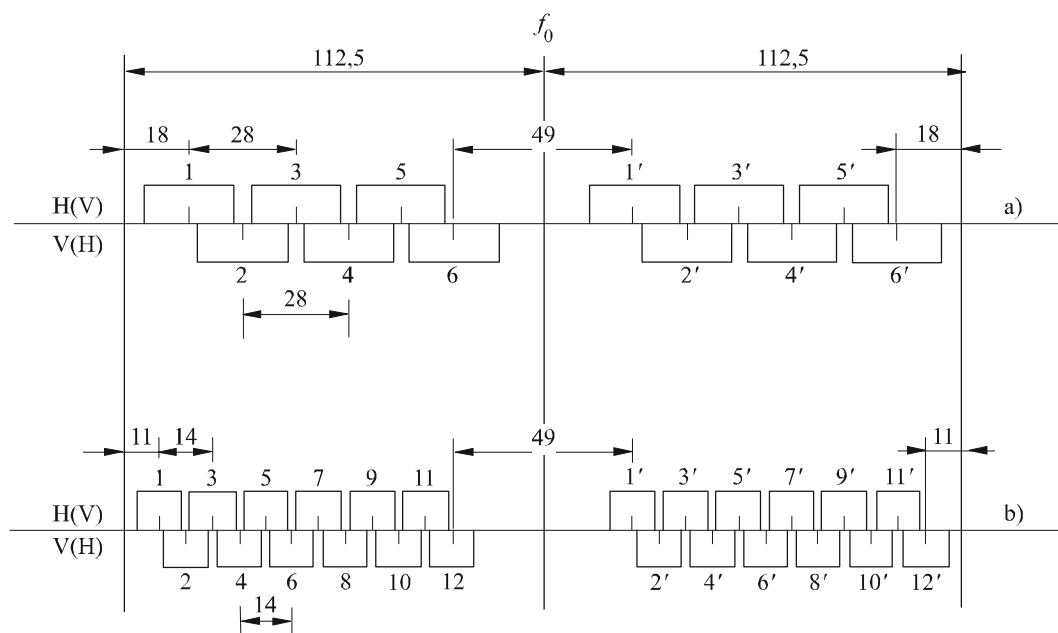 f0
112,5 112,5
18 28 49 18
1 3 5 1′ 3′ 5′
H(V) a)
V(H)
2 4 6 2′ 4′ 6′
28
11 14 49 11
1 3 5 7 9 11 1′ 3′ 5′ 7′ 9′ 11′
H(V) b)
V(H)
2 4 6 8 10 12 2′ 4′ 6′ 8′ 10′ 12′
14